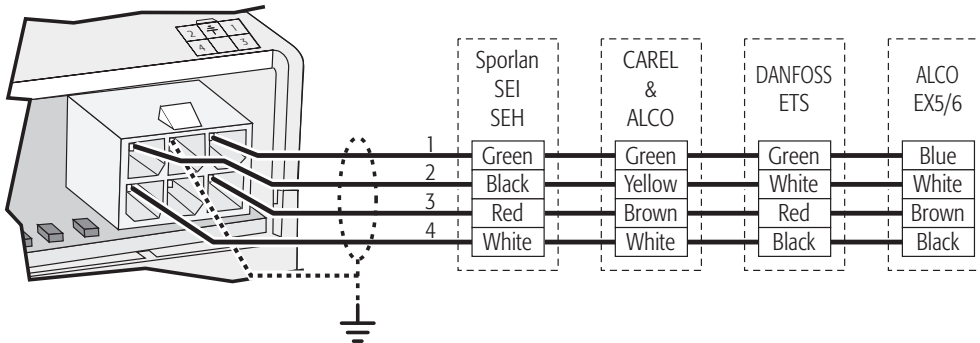 2 1
4 3
Sporlan
SEI
SEH
CAREL
&
ALCO
DANFOSS
ETS
ALCO
EX5/6
1 Green Green Green Blue
2 Black Yellow White White
3 Red Brown Red Brown
4 White White Black Black